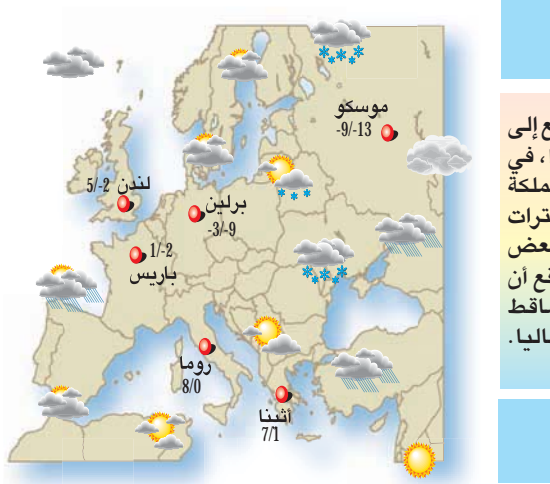 موسكو
-9/-13
لندن 5/-2
برلين
-3/-9
1/-2
باريس
روما
8/0
أثينا
7/1
ع إلى
، في
ملكة
ترات
بعض
قع أن
ساقط
اليا.